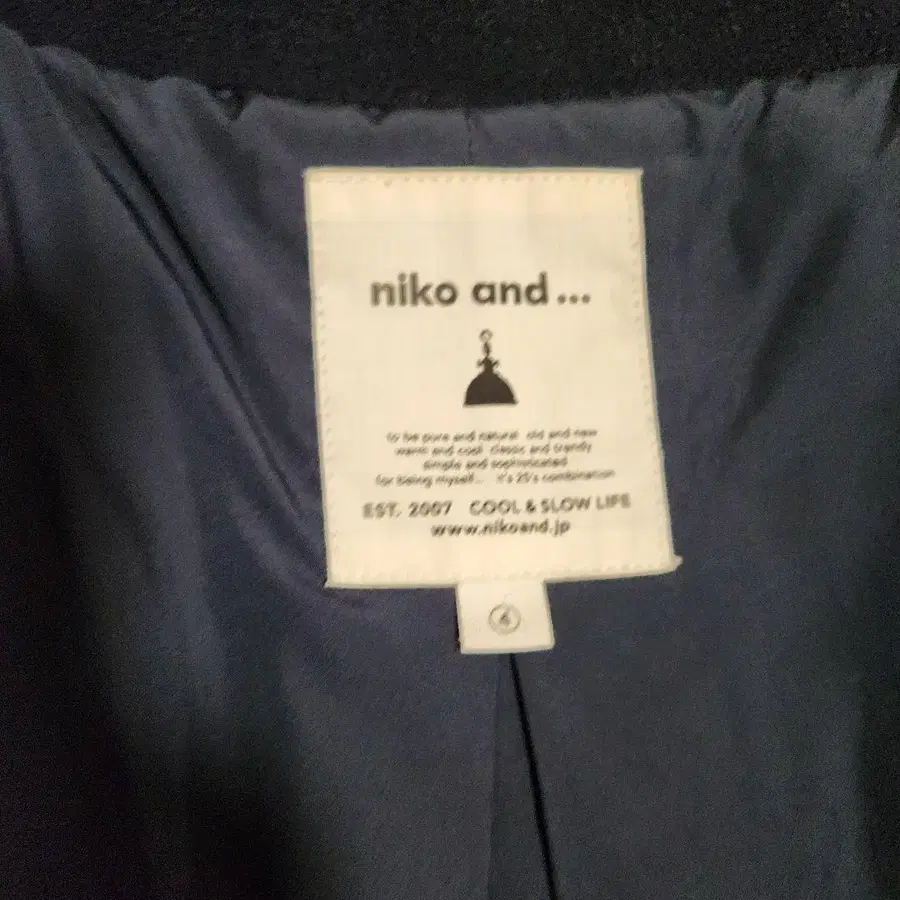 niko and ...
to be pure and natural old and new
warm and cool classic and trendy
simple and sophisticated
for being myself... it's 25's combination
EST. 2007 COOL & SLOW LIFE
www.nikoand.jp
4